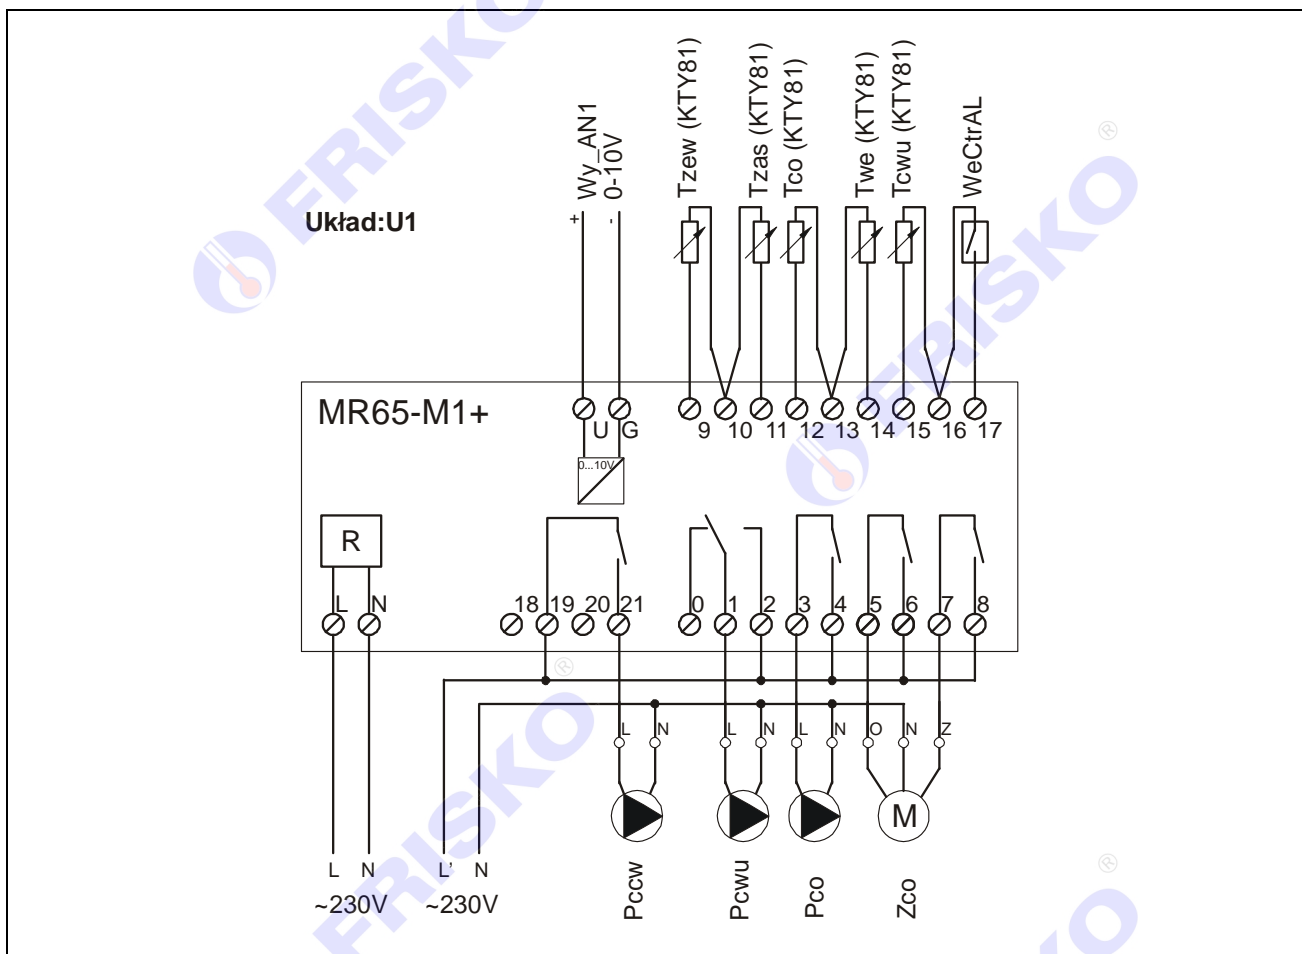 FRISKO
Układ:U1
Wy_AN1
0-10V
+
-
Tzew (KTY81)
Tzas (KTY81)
Tco (KTY81)
Twe (KTY81)
Tcwu (KTY81)
WeCtrAL
®
FRISKO
MR65-M1+
U G 9 10 11 12 13 14 15 16 17
0...10V
R
L N 18 19 20 21 0 1 2 3 4 5 6 7 8
®
FRISKO
L N L N L N O N Z
M
L N L' N
~230V ~230V
Pccw
Pcwu
Pco
Zco
®